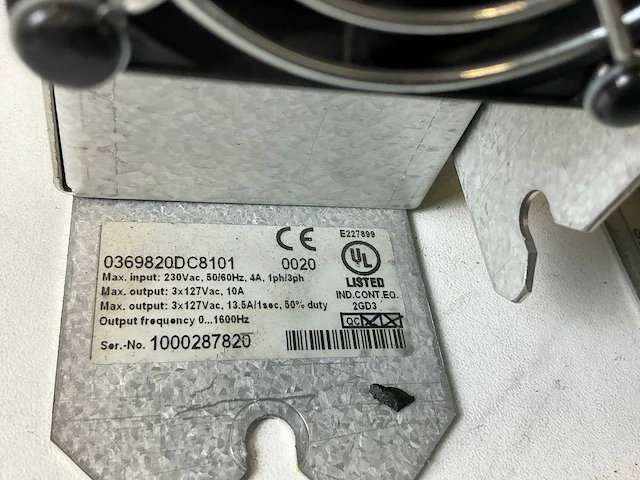 CE
E227899
0369820DC8101 0020
UL
LISTED
Max. input: 230Vac, 50/60Hz, 4A, 1ph/3ph
IND.CONT.EQ.
Max. output: 3x127Vac, 10A
2GD3
Max. output: 3x127Vac, 13.5A/1sec, 50% duty
Output frequency 0...1600Hz
QC
Ser.-No. 1000287820